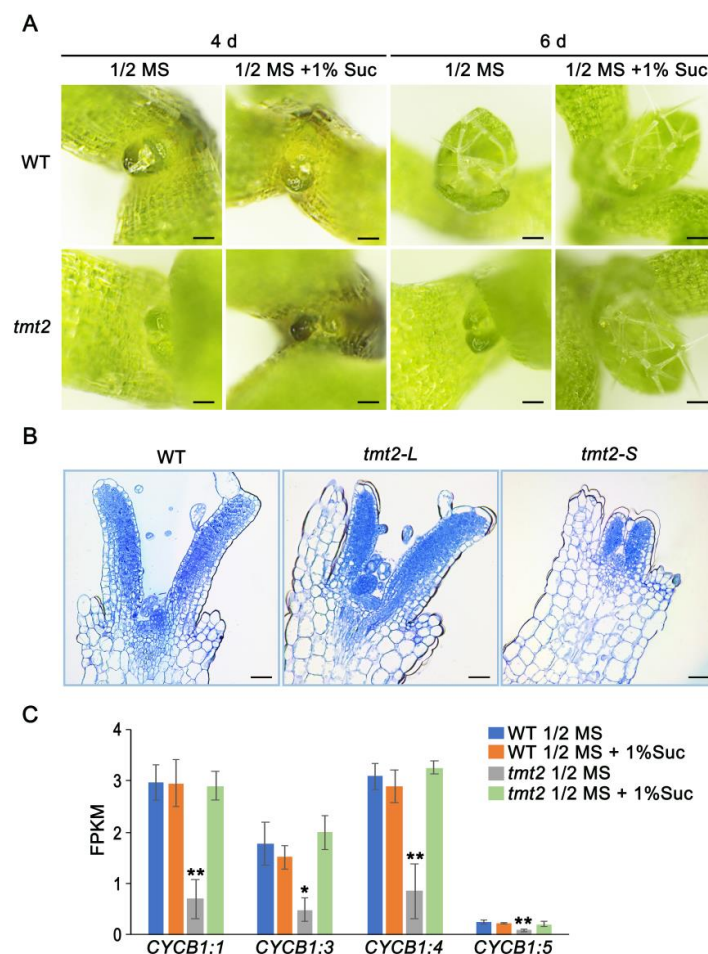 A
4 d 6 d
1/2 MS 1/2 MS +1% Suc 1/2 MS 1/2 MS +1% Suc
WT
tmt2
B
WT tmt2-L tmt2-S
C
4
3
2
1
0
FPKM
WT 1/2 MS
WT 1/2 MS + 1%Suc
tmt2 1/2 MS
tmt2 1/2 MS + 1%Suc
** * ** **
CYCB1:1 CYCB1:3 CYCB1:4 CYCB1:5